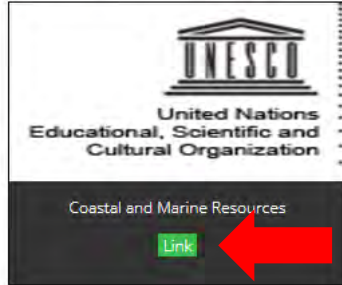 UNESCO
United Nations
Educational, Scientific and
Cultural Organization
Coastal and Marine Resources
Link